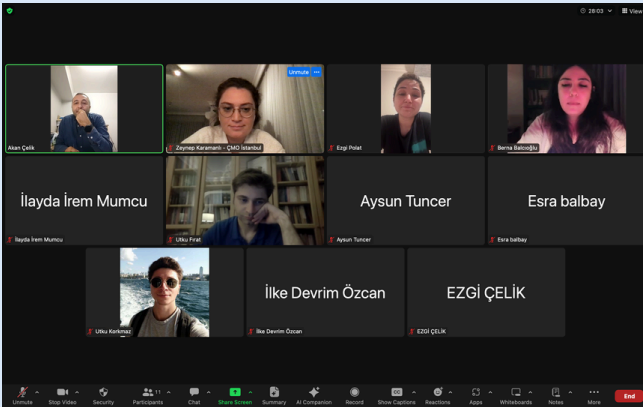 28:03
View
Unmute
Akan Çelik
Zeynep Karamanlı - ÇMO İstanbul
Ezgi Polat
Berna Balcıoğlu
İlayda İrem Mumcu
İlayda İrem Mumcu
Utku Fırat
Aysun Tuncer
Aysun Tuncer
Esra balbay
Esra balbay
Utku Korkmaz
İlke Devrim Özcan
İlke Devrim Özcan
EZGİ ÇELİK
EZGİ ÇELİK
11
CC
Unmute
Stop Video
Security
Participants
Chat
Share Screen
Summary
AI Companion
Record
Show Captions
Reactions
Apps
Whiteboards
Notes
More
End